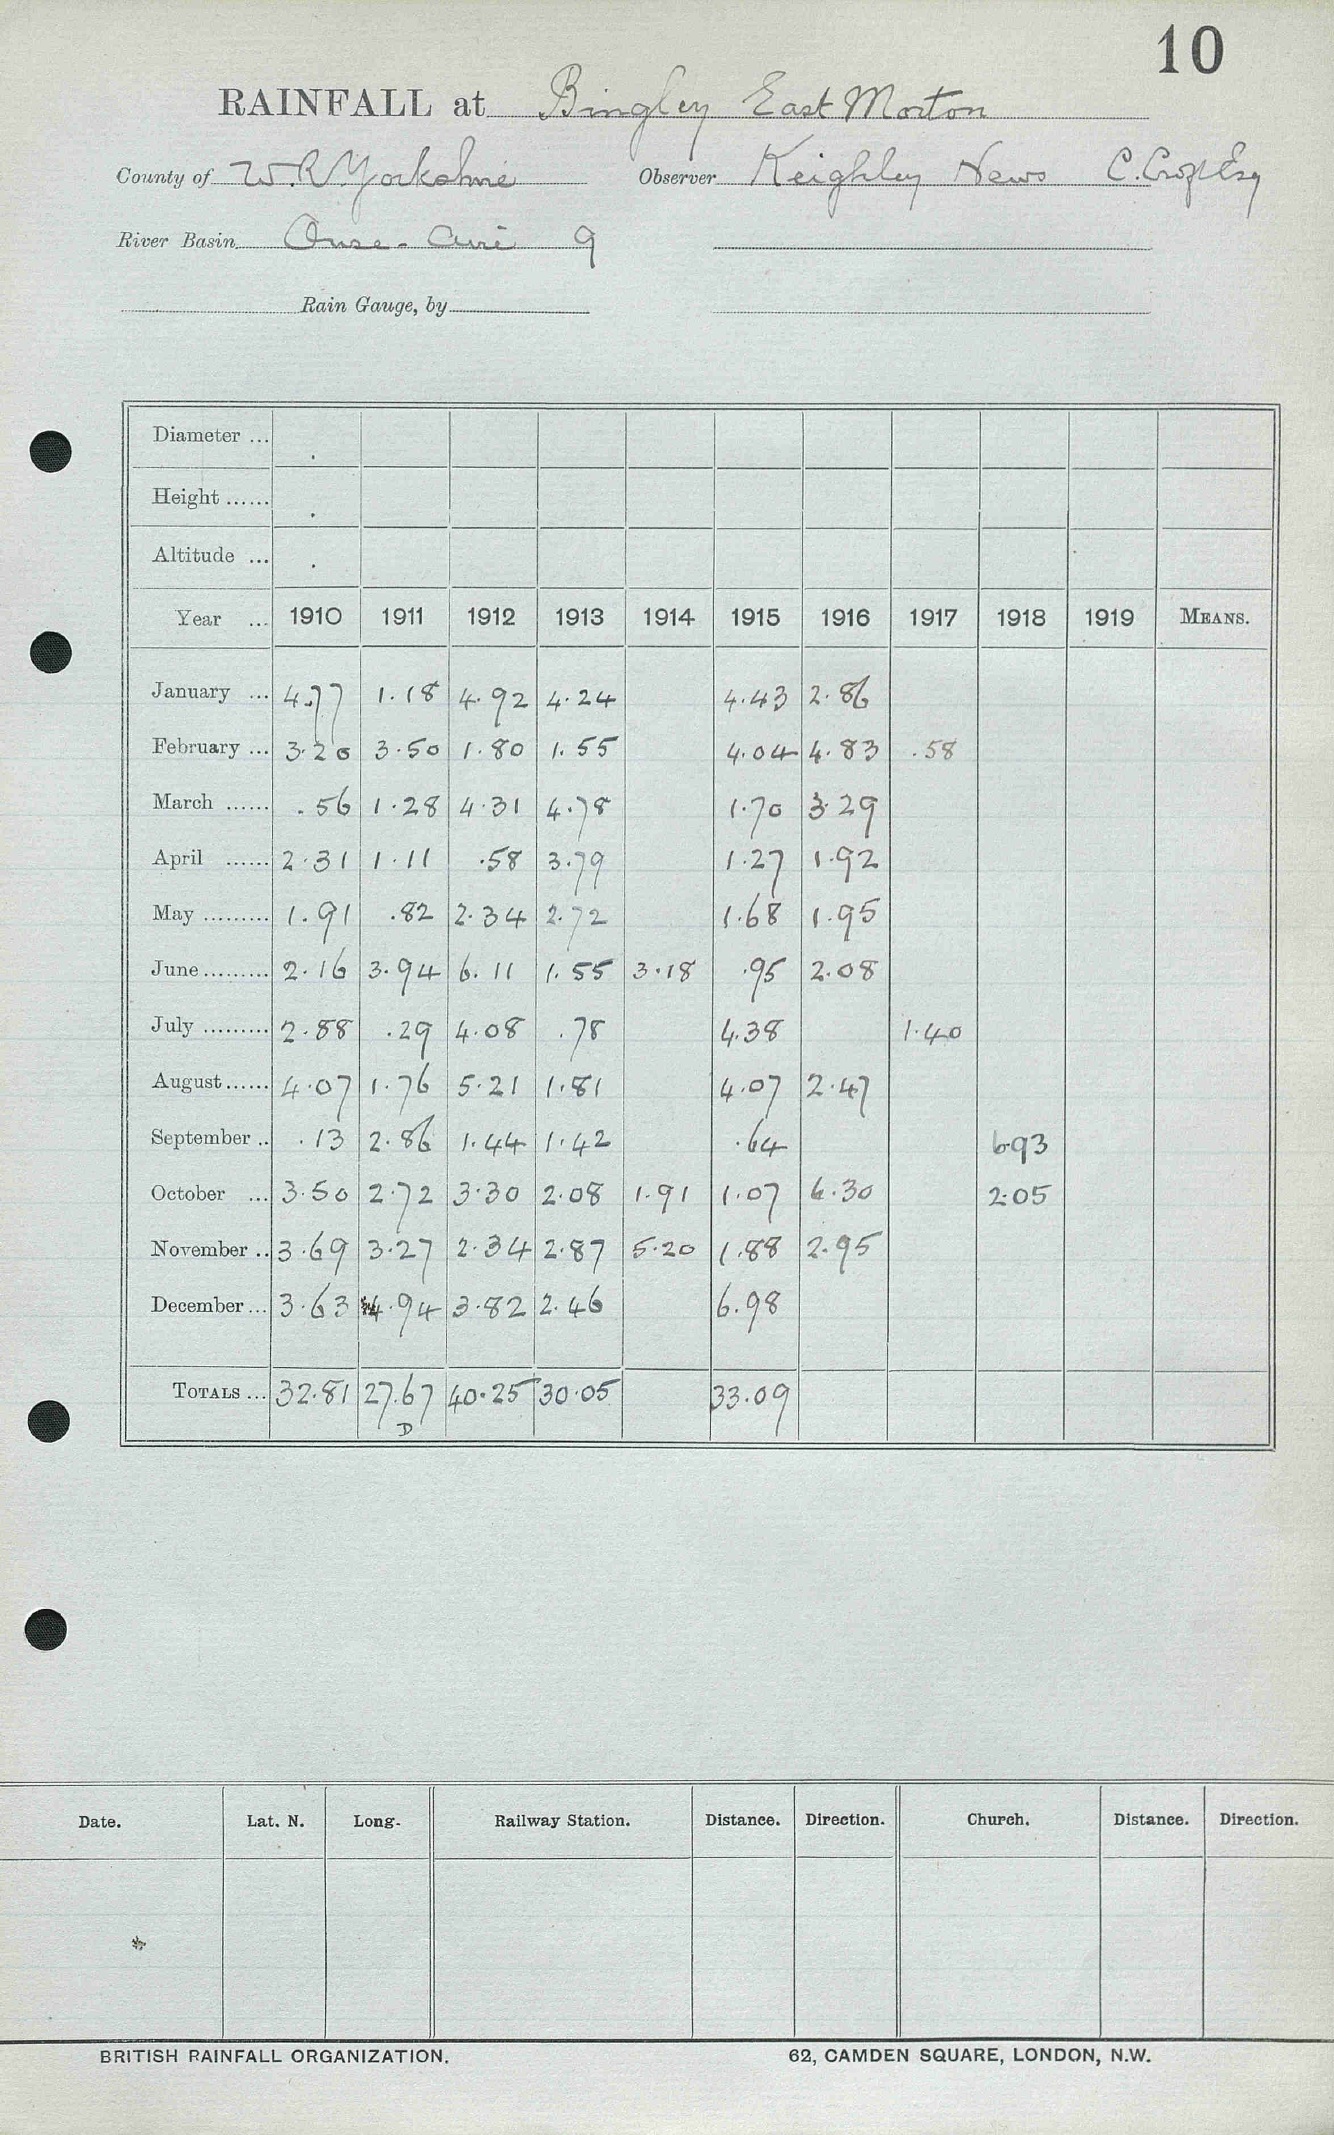 10
RAINFALL at Bingley East Morton
County of W.R Yorkshire Observer Keighley News C. Esq
River Basin Ouse - Aire 9
Rain Gauge, by
Diameter ...
Height ......
Altitude ...
Year ... 1910 1911 1912 1913 1914 1915 1916 1917 1918 1919 MEANS.
January ... 4.77 1.18 4.92 4.24 4.43 2.86
February ... 3.20 3.50 1.80 1.55 4.04 4.83 .58
March ...... .56 1.28 4.31 4.78 1.70 3.29
April ...... 2.31 1.11 .58 3.79 1.27 1.92
May ......... 1.91 .82 2.34 2.72 1.68 1.95
June ......... 2.16 3.94 6.11 1.55 3.18 .95 2.08
July ......... 2.88 .29 4.08 .78 4.38 1.40
August ...... 4.07 1.76 5.21 1.81 4.07 2.47
September .. .13 2.86 1.44 1.42 .64 6.93
October ... 3.50 2.72 3.30 2.08 1.91 1.07 6.30 2.05
November .. 3.69 3.27 2.34 2.87 5.20 1.88 2.95
December ... 3.63 4.94 3.82 2.46 6.98
TOTALS ... 32.81 27.67 40.25 30.05 33.09
D
Date. Lat. N. Long. Railway Station. Distance. Direction. Church. Distance. Direction.
BRITISH RAINFALL ORGANIZATION. 62, CAMDEN SQUARE, LONDON, N.W.